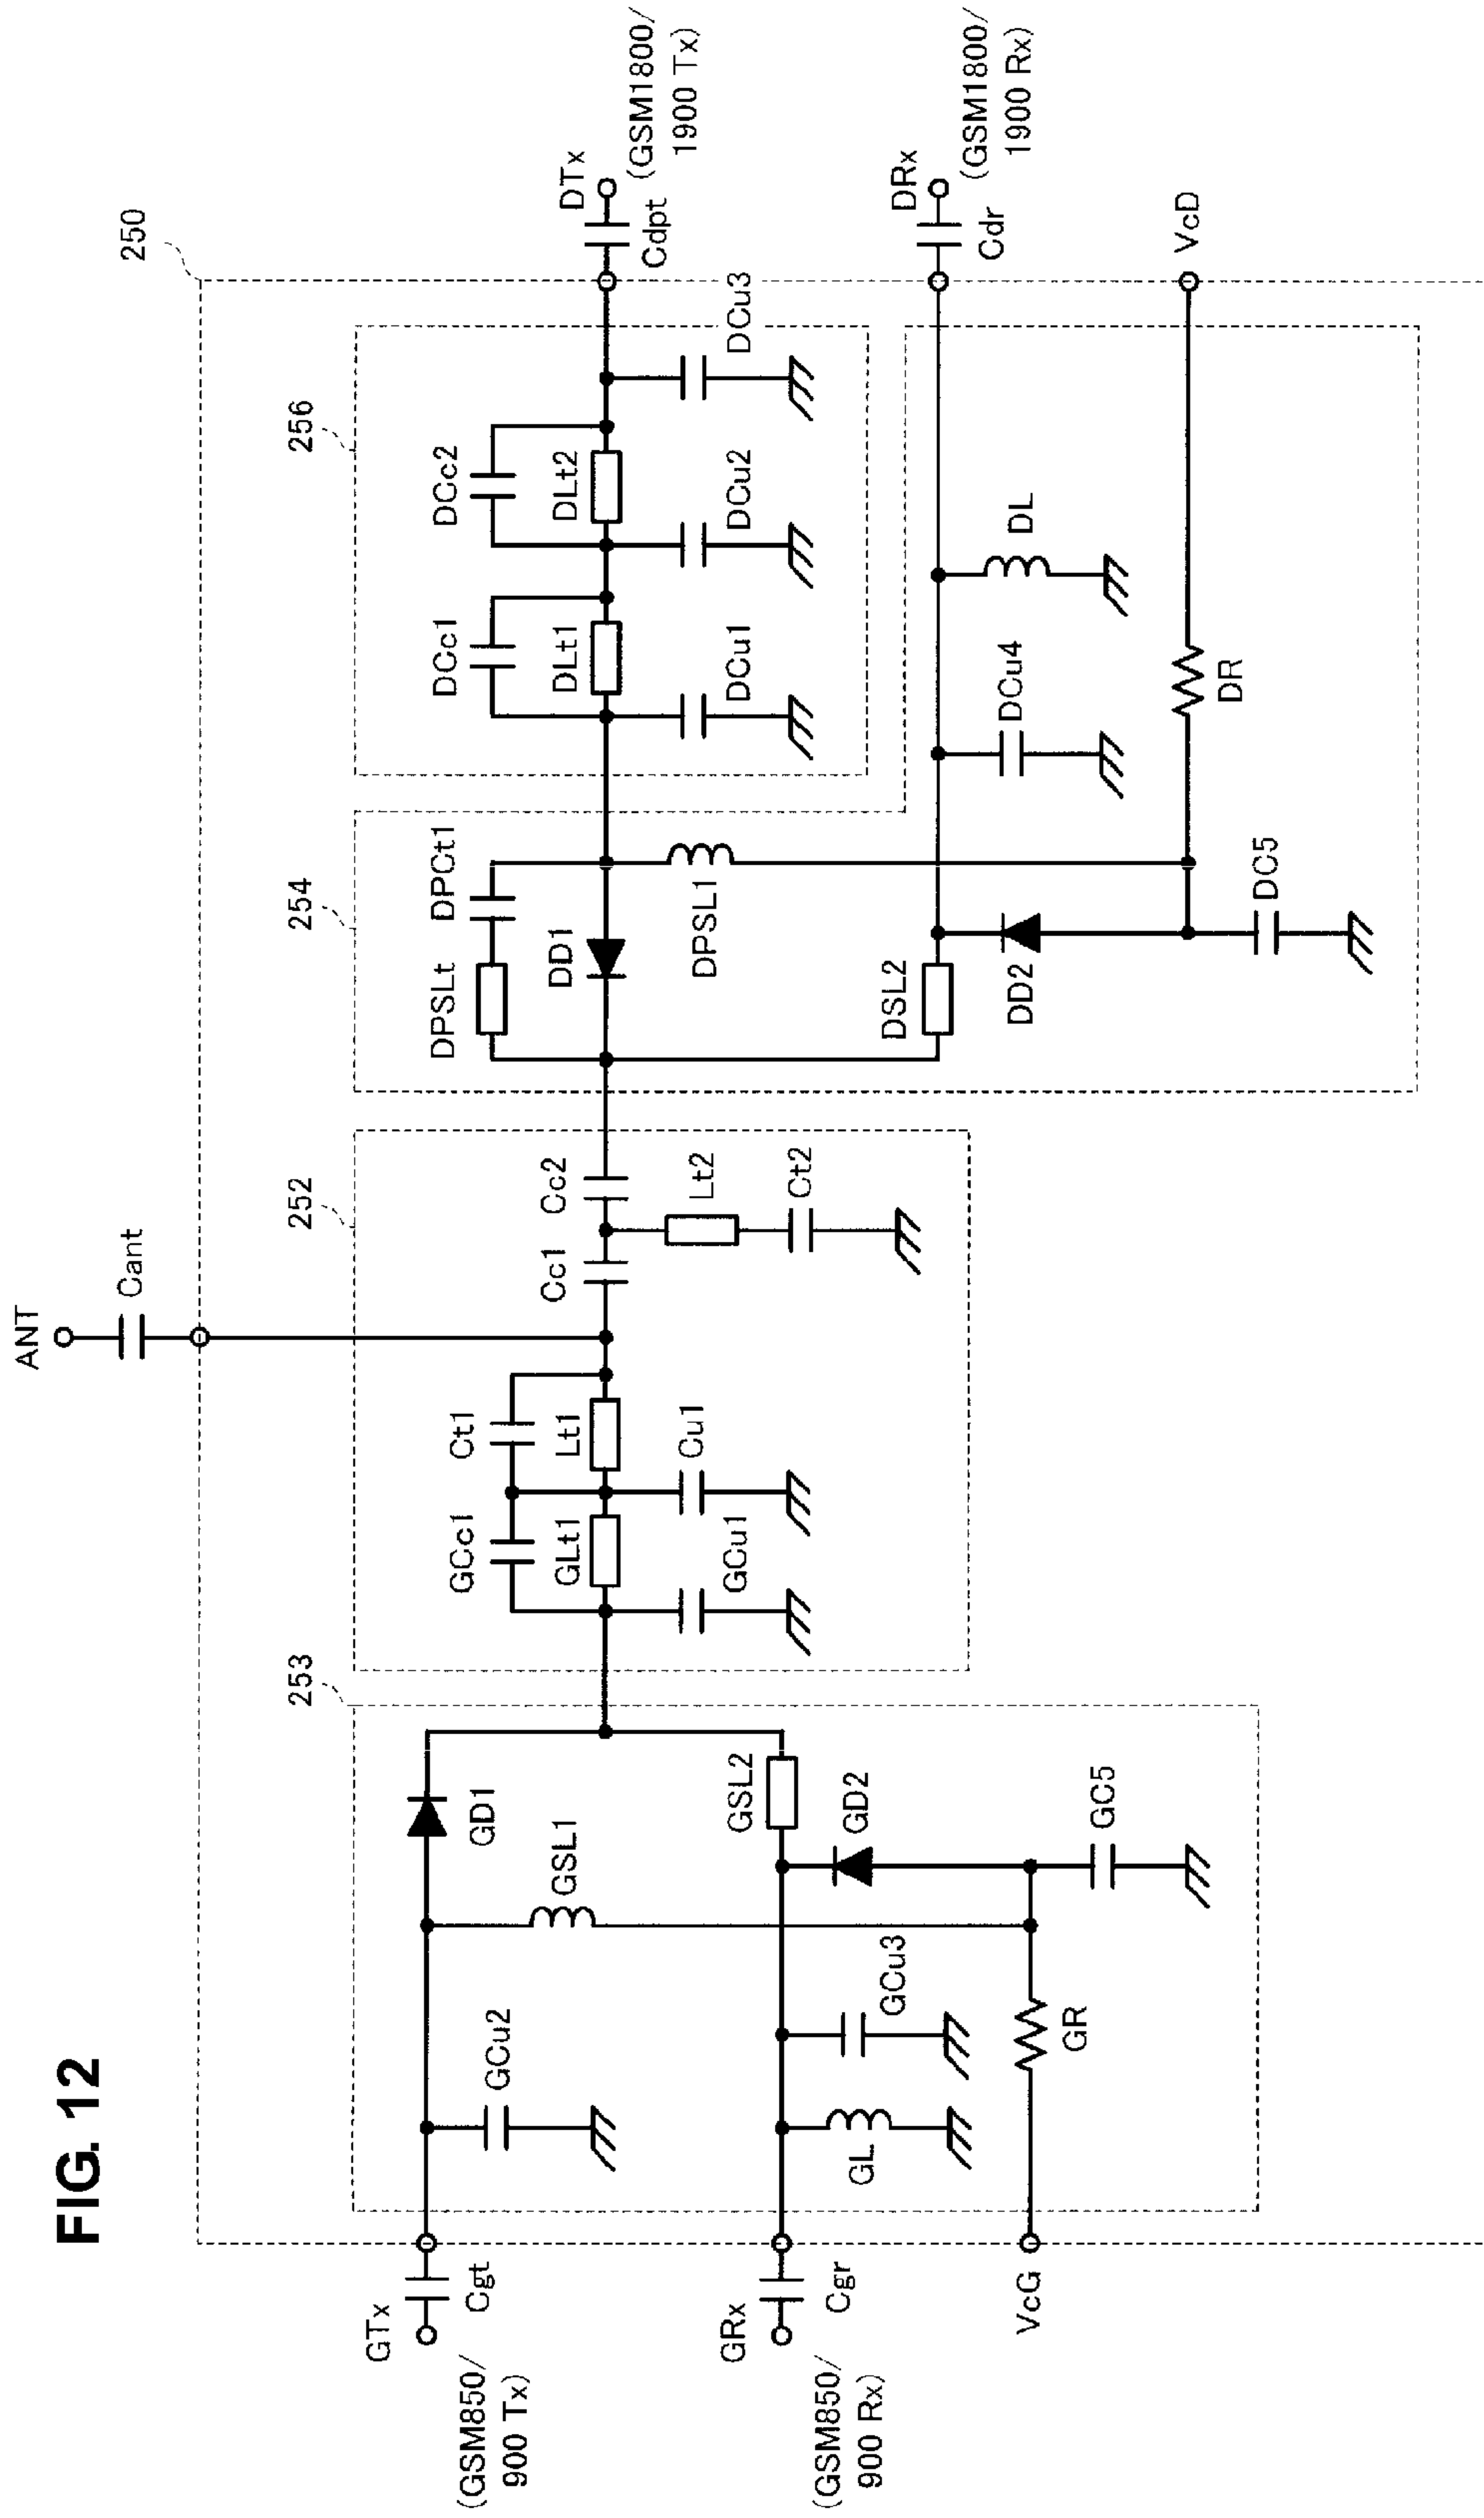 FIG. 12
ANT
Cant
250
253
252
254
256
GTx
Cgt
(GSM850/
900 Tx)
GCu2
GD1
GSL1
GRx
Cgr
(GSM850/
900 Rx)
GL
GCu3
GSL2
GD2
GC5
GR
VcG
GCc1
Ct1
GLt1
Lt1
GCu1
Cu1
Cc1
Cc2
Lt2
Ct2
DPSLt
DPCt1
DD1
DPSL1
DSL2
DD2
DC5
DCu4
DL
DR
DCc1
DCc2
DLt1
DLt2
DCu1
DCu2
DCu3
DTx
Cdpt
(GSM1800/
1900 Tx)
DRx
Cdr
(GSM1800/
1900 Rx)
VcD